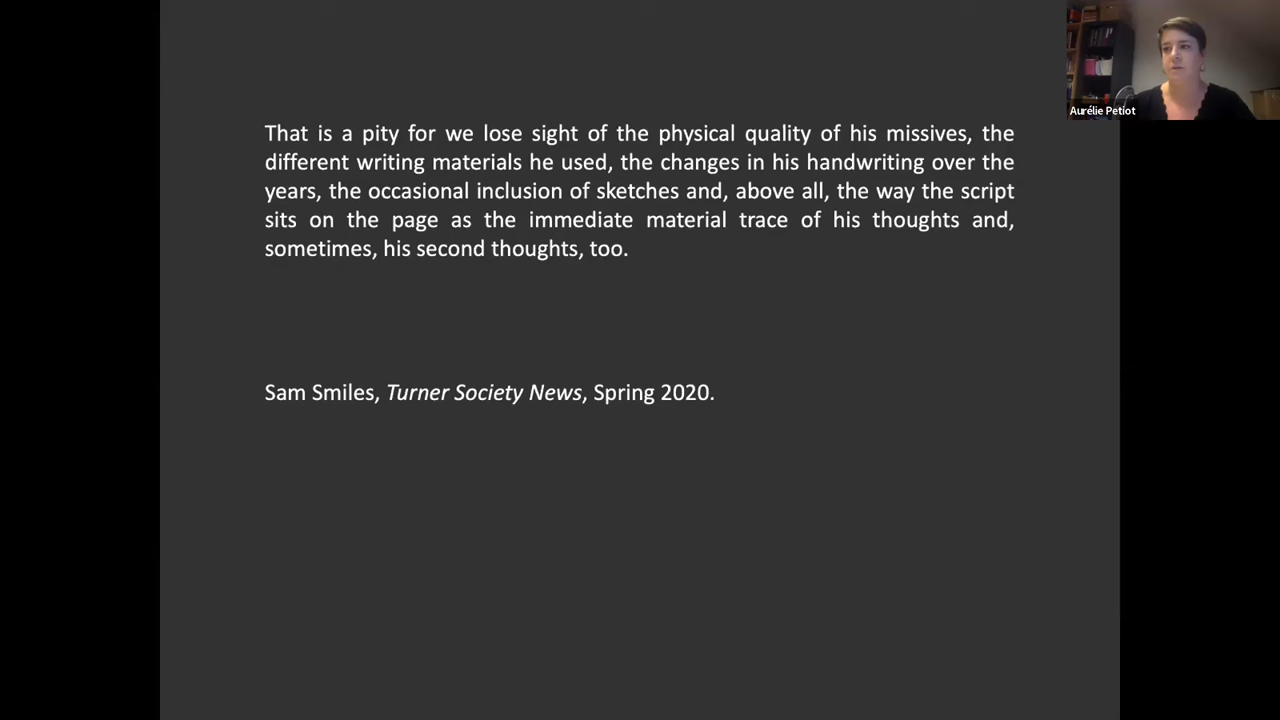 That is a pity for we lose sight of the physical quality of his missives, the
different writing materials he used, the changes in his handwriting over the
years, the occasional inclusion of sketches and, above all, the way the script
sits on the page as the immediate material trace of his thoughts and,
sometimes, his second thoughts, too.
Sam Smiles, Turner Society News, Spring 2020.
Aurélie Petiot